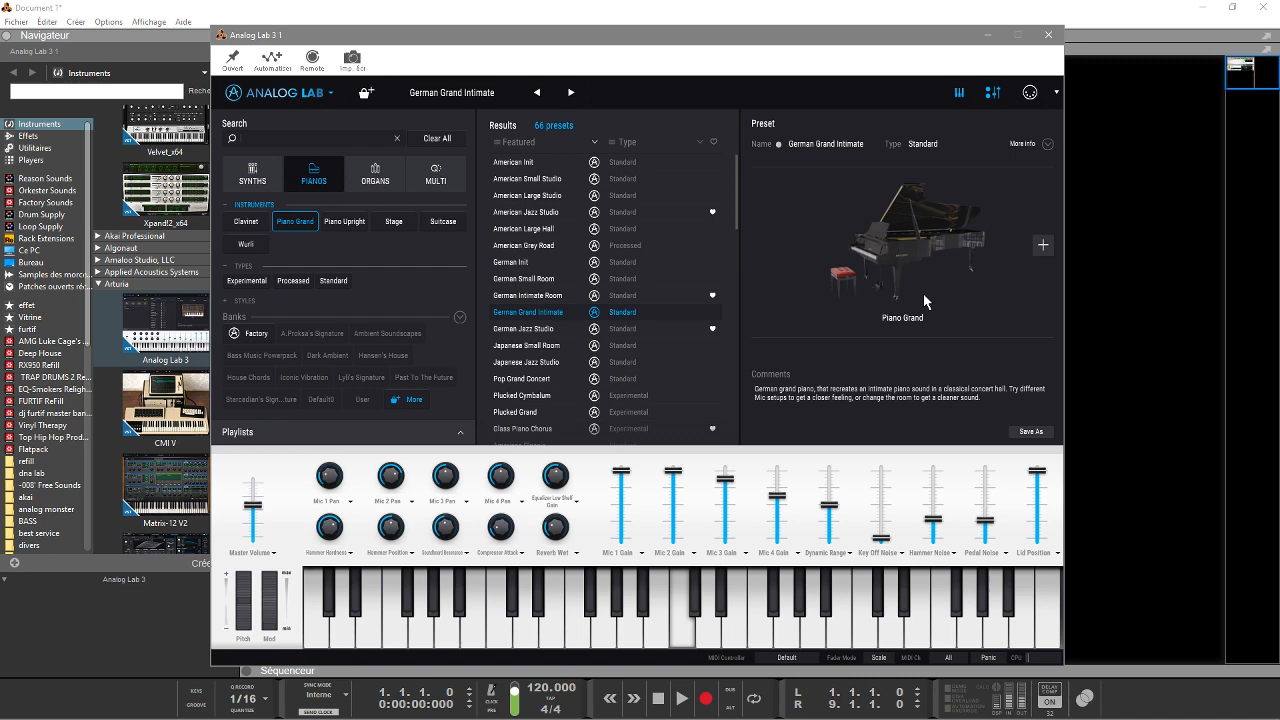 Document 1*
Fichier Éditer Créer Options Affichage Aide
Navigateur
Analog Lab 3 1
Instruments
Reche
Instruments
Effets
Utilitaires
Players
Reason Sounds
Orkester Sounds
Factory Sounds
Drum Supply
Loop Supply
Rack Extensions
Ce PC
Bureau
Samples des morce
Patches ouverts réc
effet
Vitrine
furtif
AMG Luke Cage's...
Deep House
RX950 Refill
TRAP DRUMS 2 Re...
EQ-Smokers Righigh
FURTIF Refill
dj furtif master ban...
Vinyl Therapy
Top Hip Hop Prod...
Flatpack
refill
cine lab
Ian Free Sounds
likai
analog monster
BASS
Best service
divers
Velvet_x64
Xpand!2_x64
Akai Professional
Algonaut
Amaloo Studio, LLC
Applied Acoustics Systems
Arturia
Analog Lab 3
CMI V
Matrix-12 V2
Créé
Analog Lab 3
Analog Lab 3 1
Ouvert Automatiser Remote Imp. écr
ANALOG LAB German Grand Intimate
Search
Clear All
SYNTHS PIANOS ORGANS MULTI
INSTRUMENTS
Clavinet Piano Grand Piano Upright Stage Suitcase
Wurli
TYPES
Experimental Processed Standard
STYLES
Banks
Factory A.Proksa's Signature Ambient Soundscapes
Bass Music Powerpack Dark Ambient Hansen's House
House Chords Iconic Vibration Lyli's Signature Past To The Future
Stercadian's Sign...ture Default0 User More
Playlists
Results 66 presets
Featured Type
American Init Standard
American Small Studio Standard
American Large Studio Standard
American Jazz Studio Standard
American Large Hall Standard
American Grey Road Processed
German Init Standard
German Small Room Standard
German Intimate Room Standard
German Grand Intimate Standard
German Jazz Studio Standard
Japanese Small Room Standard
Japanese Jazz Studio Standard
Pop Grand Concert Standard
Plucked Cymbalum Experimental
Plucked Grand Experimental
Glass Piano Chorus Experimental
Preset
Name German Grand Intimate Type Standard More info
Piano Grand
Comments
German grand piano, that recreates an intimate piano sound in a classical concert hall. Try different
Mic setups to get a closer feeling, or change the room to get a cleaner sound.
Save As
Mic 1 Pan Mic 2 Pan Mic 3 Pan Mic 4 Pan Equalizer Low Shelf Gain
Master Volume Hammer Hardness Hammer Position Soundboard Resonance Compressor Attack Reverb Wet Mic 1 Gain Mic 2 Gain Mic 3 Gain Mic 4 Gain Dynamic Range Key Off Noise Hammer Noise Pedal Noise Lid Position
+ max
- min
Pitch Mod
MIDI Controller Default Fader Mode Scale MIDI Ch. All Panic CPU
Séquenceur
KEYS
GROOVE
Q RECORD
1/16
QUANTIZE
SYNC MODE
Interne
SEND CLOCK
1. 1. 1. 0
0:00:00:000
CLICK
PRE
120.000
TAP
4/4
DUB
ALT
L 1. 1. 1. 0
R 9. 1. 1. 0
CALC
DSP IN OUT
DELAY
COMP
ON
32